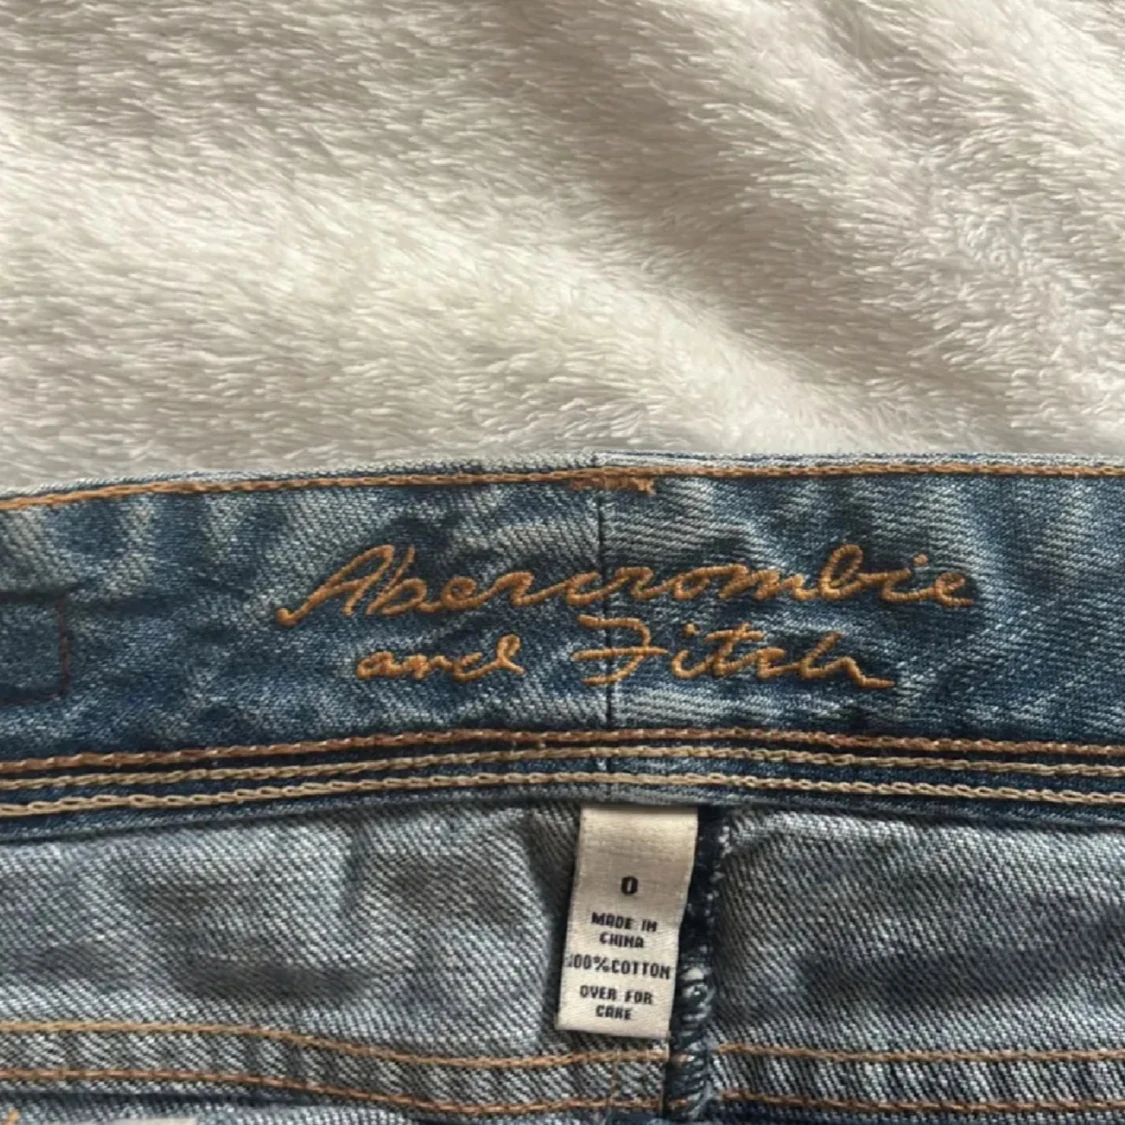 Abercrombie
and Fitch
0
MADE IN
CHINA
100%COTTON
OVER FOR
CARE